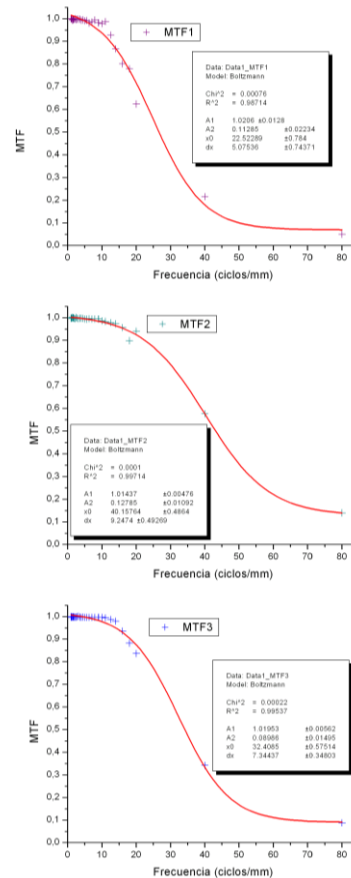 1,0
0,9
0,8
0,7
0,6
0,5
0,4
0,3
0,2
0,1
0,0
MTF
MTF1
Data: Data1_MTF1
Model: Boltzmann
Chi^2 = 0.00076
R^2 = 0.98714
A1 1.0206 ±0.0128
A2 0.11285 ±0.02234
x0 22.52289 ±0.764
dx 5.07536 ±0.74371
0 10 20 30 40 50 60 70 80
Frecuencia (ciclos/mm)
1,0
0,9
0,8
0,7
0,6
0,5
0,4
0,3
0,2
0,1
0,0
MTF
MTF2
Data: Data1_MTF2
Model: Boltzmann
Chi^2 = 0.0001
R^2 = 0.99714
A1 1.01437 ±0.00476
A2 0.12785 ±0.01092
x0 40.15764 ±0.4864
dx 9.2474 ±0.49269
0 10 20 30 40 50 60 70 80
Frecuencia (ciclos/mm)
1,0
0,9
0,8
0,7
0,6
0,5
0,4
0,3
0,2
0,1
0,0
MTF
MTF3
Data: Data1_MTF3
Model: Boltzmann
Chi^2 = 0.00022
R^2 = 0.99537
A1 1.01953 ±0.00562
A2 0.08986 ±0.01495
x0 32.4085 ±0.57514
dx 7.34437 ±0.34803
0 10 20 30 40 50 60 70 80
Frecuencia (ciclos/mm)